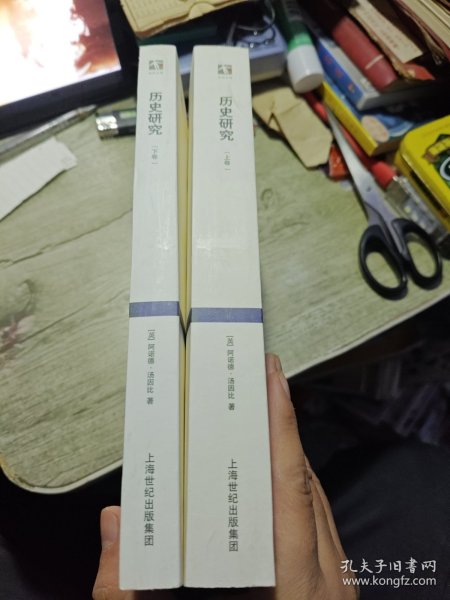 历史研究
（下卷）
[英] 阿诺德·汤因比 著
上海世纪出版集团
历史研究
（上卷）
[英] 阿诺德·汤因比 著
上海世纪出版集团
孔夫子旧书网
www.kongfz.com